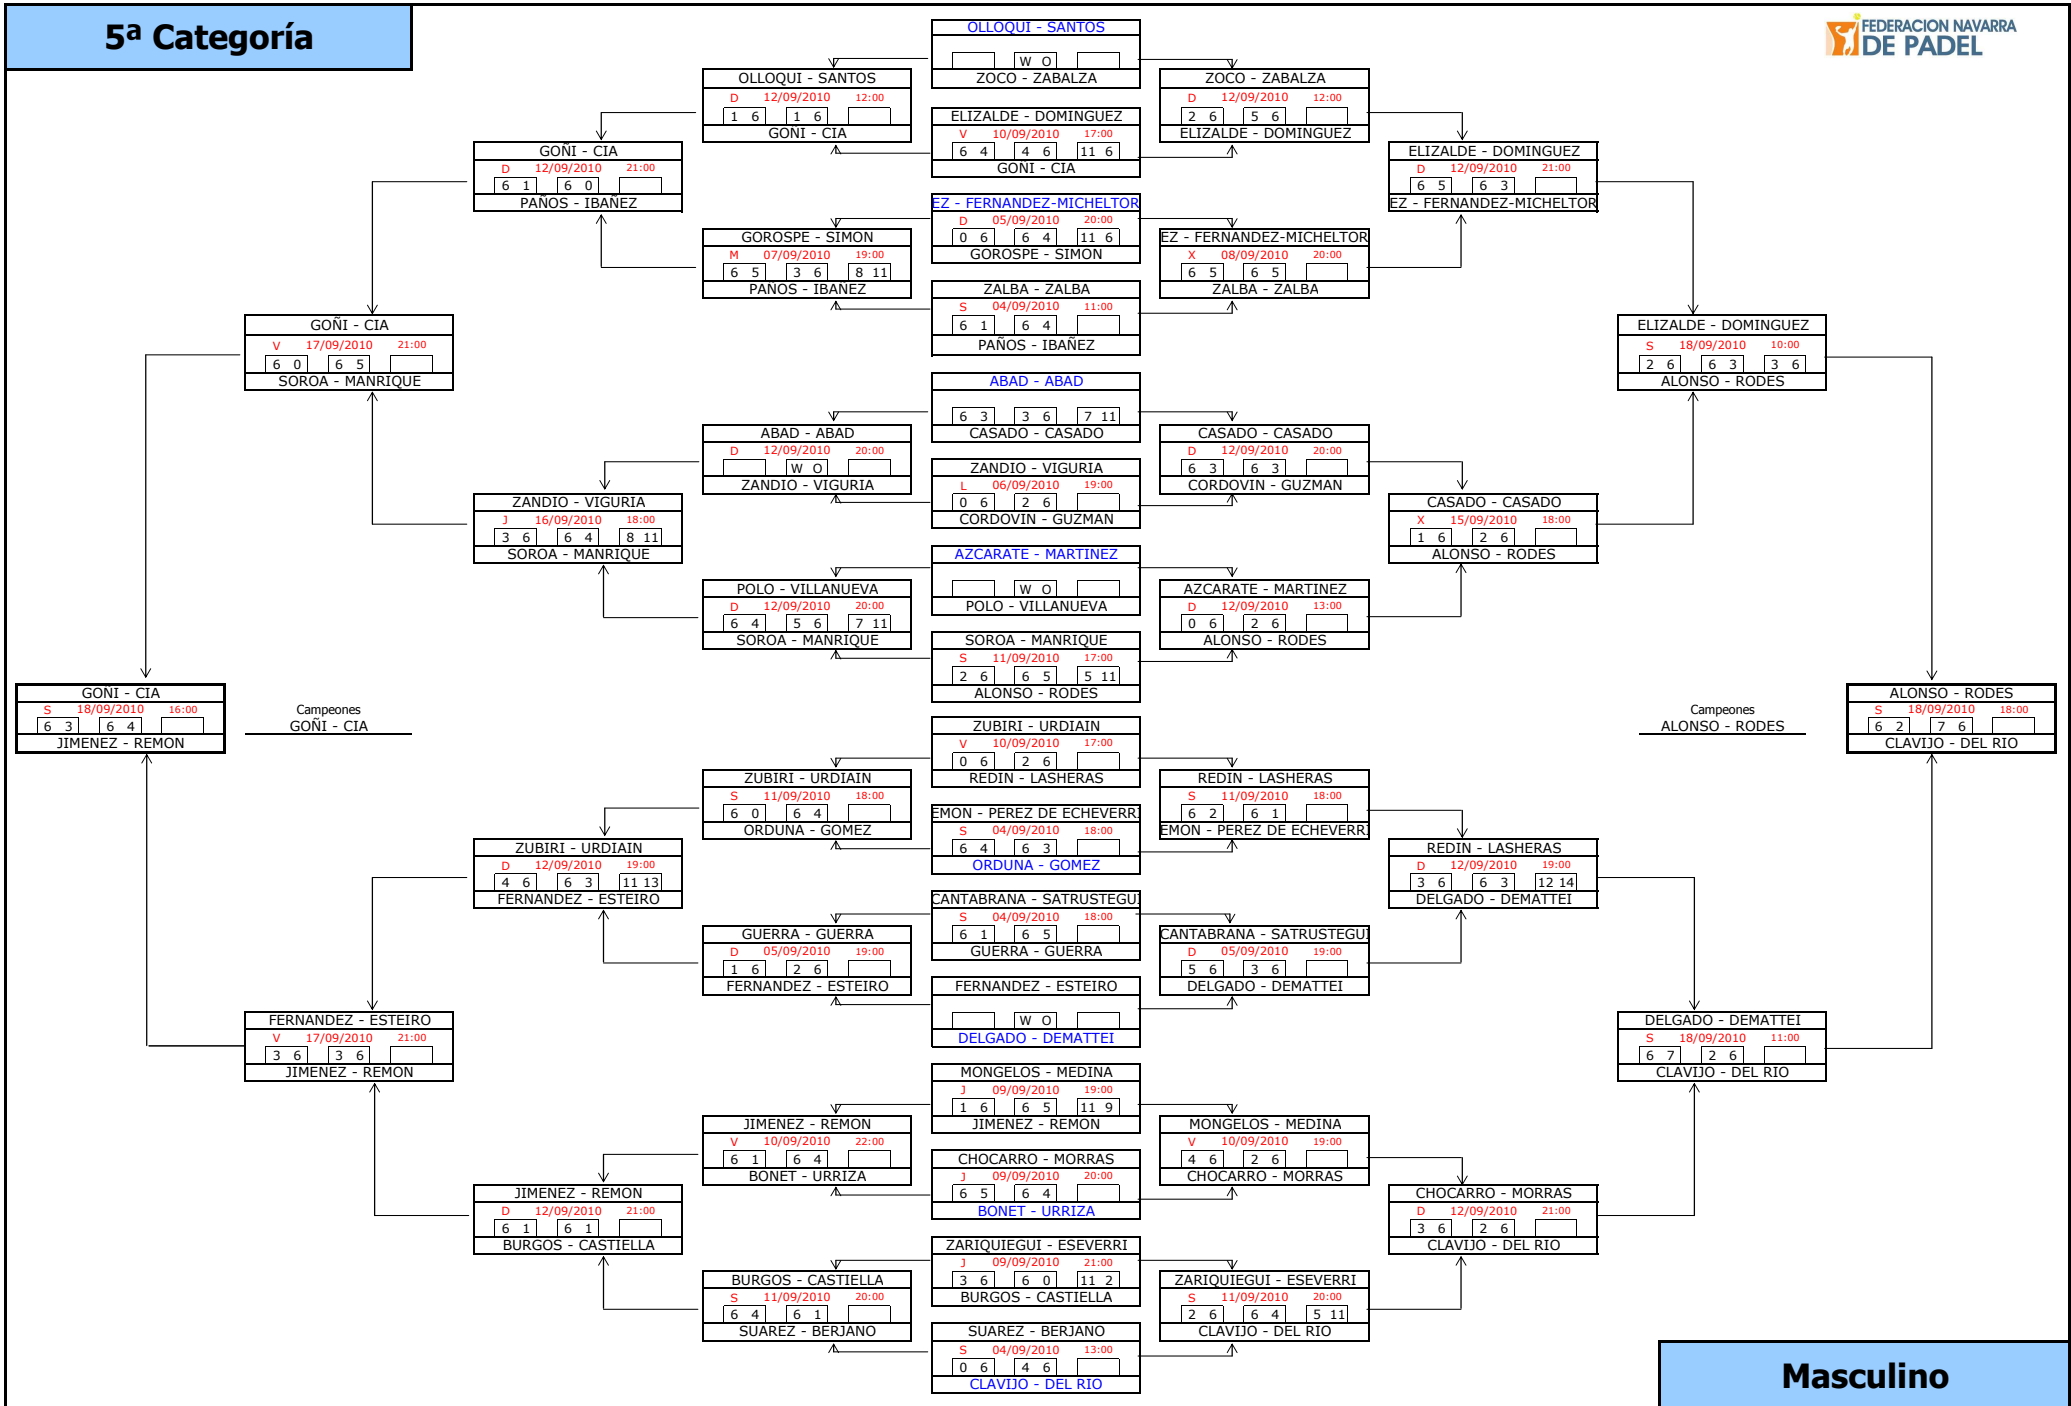 5ª Categoría
FEDERACION NAVARRA
DE PADEL
GOÑI - CIA
S 18/09/2010 16:00
6 3 6 4
JIMENEZ - REMON
Campeones
GOÑI - CIA
GOÑI - CIA
V 17/09/2010 21:00
6 0 6 5
SOROA - MANRIQUE
FERNANDEZ - ESTEIRO
V 17/09/2010 21:00
3 6 3 6
JIMENEZ - REMON
GOÑI - CIA
D 12/09/2010 21:00
6 1 6 0
PAÑOS - IBAÑEZ
ZANDIO - VIGURIA
J 16/09/2010 18:00
3 6 6 4 8 11
SOROA - MANRIQUE
ZUBIRI - URDIAIN
D 12/09/2010 19:00
4 6 6 3 11 13
FERNANDEZ - ESTEIRO
JIMENEZ - REMON
D 12/09/2010 21:00
6 1 6 1
BURGOS - CASTIELLA
OLLOQUI - SANTOS
D 12/09/2010 12:00
1 6 1 6
GOÑI - CIA
GOROSPE - SIMON
M 07/09/2010 19:00
6 5 3 6 8 11
PAÑOS - IBAÑEZ
ABAD - ABAD
D 12/09/2010 20:00
W O
ZANDIO - VIGURIA
POLO - VILLANUEVA
D 12/09/2010 20:00
6 4 5 6 7 11
SOROA - MANRIQUE
ZUBIRI - URDIAIN
S 11/09/2010 18:00
6 0 6 4
ORDUNA - GOMEZ
GUERRA - GUERRA
D 05/09/2010 19:00
1 6 2 6
FERNANDEZ - ESTEIRO
JIMENEZ - REMON
V 10/09/2010 22:00
6 1 6 4
BONET - URRIZA
BURGOS - CASTIELLA
S 11/09/2010 20:00
6 4 6 1
SUAREZ - BERJANO
OLLOQUI - SANTOS
W O
ZOCO - ZABALZA
ELIZALDE - DOMINGUEZ
V 10/09/2010 17:00
6 4 4 6 11 6
GOÑI - CIA
EZ - FERNANDEZ-MICHELTOR
D 05/09/2010 20:00
0 6 6 4 11 6
GOROSPE - SIMON
ZALBA - ZALBA
S 04/09/2010 11:00
6 1 6 4
PAÑOS - IBAÑEZ
ABAD - ABAD
6 3 3 6 7 11
CASADO - CASADO
ZANDIO - VIGURIA
L 06/09/2010 19:00
0 6 2 6
CORDOVIN - GUZMAN
AZCARATE - MARTINEZ
W O
POLO - VILLANUEVA
SOROA - MANRIQUE
S 11/09/2010 17:00
2 6 6 5 5 11
ALONSO - RODES
ZUBIRI - URDIAIN
V 10/09/2010 17:00
0 6 2 6
REDIN - LASHERAS
EMON - PEREZ DE ECHEVERRI
S 04/09/2010 18:00
6 4 6 3
ORDUNA - GOMEZ
CANTABRANA - SATRUSTEGUI
S 04/09/2010 18:00
6 1 6 5
GUERRA - GUERRA
FERNANDEZ - ESTEIRO
W O
DELGADO - DEMATTEI
MONGELOS - MEDINA
J 09/09/2010 19:00
1 6 6 5 11 9
JIMENEZ - REMON
CHOCARRO - MORRAS
J 09/09/2010 20:00
6 5 6 4
BONET - URRIZA
ZARIQUIEGUI - ESEVERRI
J 09/09/2010 21:00
3 6 6 0 11 2
BURGOS - CASTIELLA
SUAREZ - BERJANO
S 04/09/2010 13:00
0 6 4 6
CLAVIJO - DEL RIO
ZOCO - ZABALZA
D 12/09/2010 12:00
2 6 5 6
ELIZALDE - DOMINGUEZ
EZ - FERNANDEZ-MICHELTOR
X 08/09/2010 20:00
6 5 6 5
ZALBA - ZALBA
CASADO - CASADO
D 12/09/2010 20:00
6 3 6 3
CORDOVIN - GUZMAN
AZCARATE - MARTINEZ
D 12/09/2010 13:00
0 6 2 6
ALONSO - RODES
REDIN - LASHERAS
S 11/09/2010 18:00
6 2 6 1
EMON - PEREZ DE ECHEVERRI
CANTABRANA - SATRUSTEGUI
D 05/09/2010 19:00
5 6 3 6
DELGADO - DEMATTEI
MONGELOS - MEDINA
V 10/09/2010 19:00
4 6 2 6
CHOCARRO - MORRAS
ZARIQUIEGUI - ESEVERRI
S 11/09/2010 20:00
2 6 6 4 5 11
CLAVIJO - DEL RIO
ELIZALDE - DOMINGUEZ
D 12/09/2010 21:00
6 5 6 3
EZ - FERNANDEZ-MICHELTOR
CASADO - CASADO
X 15/09/2010 18:00
1 6 2 6
ALONSO - RODES
REDIN - LASHERAS
D 12/09/2010 19:00
3 6 6 3 12 14
DELGADO - DEMATTEI
CHOCARRO - MORRAS
D 12/09/2010 21:00
3 6 2 6
CLAVIJO - DEL RIO
ELIZALDE - DOMINGUEZ
S 18/09/2010 10:00
2 6 6 3 3 6
ALONSO - RODES
DELGADO - DEMATTEI
S 18/09/2010 11:00
6 7 2 6
CLAVIJO - DEL RIO
Campeones
ALONSO - RODES
ALONSO - RODES
S 18/09/2010 18:00
6 2 7 6
CLAVIJO - DEL RIO
Masculino